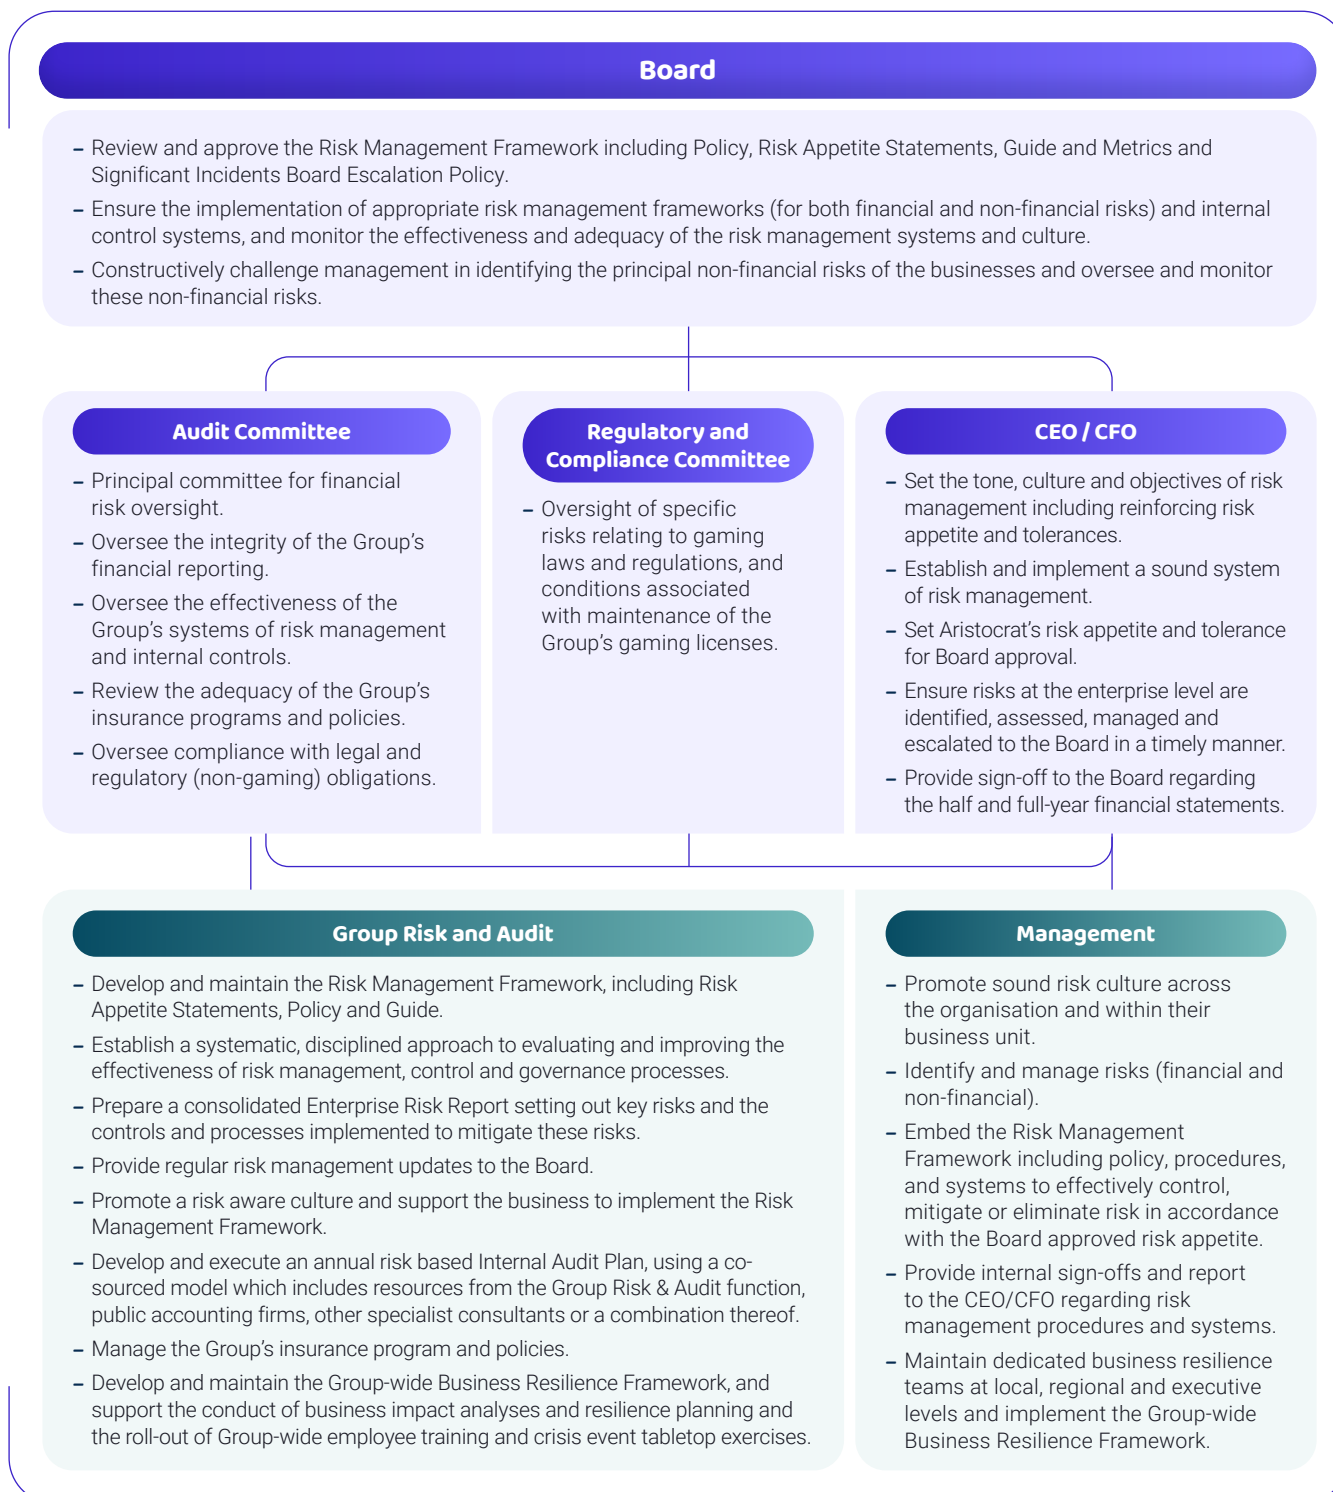 Board
– Review and approve the Risk Management Framework including Policy, Risk Appetite Statements, Guide and Metrics and
Significant Incidents Board Escalation Policy.
– Ensure the implementation of appropriate risk management frameworks (for both financial and non-financial risks) and internal
control systems, and monitor the effectiveness and adequacy of the risk management systems and culture.
– Constructively challenge management in identifying the principal non-financial risks of the businesses and oversee and monitor
these non-financial risks.
Audit Committee
– Principal committee for financial
risk oversight.
– Oversee the integrity of the Group's
financial reporting.
– Oversee the effectiveness of the
Group's systems of risk management
and internal controls.
– Review the adequacy of the Group's
insurance programs and policies.
– Oversee compliance with legal and
regulatory (non-gaming) obligations.
Regulatory and
Compliance Committee
– Oversight of specific
risks relating to gaming
laws and regulations, and
conditions associated
with maintenance of the
Group's gaming licenses.
CEO / CFO
– Set the tone, culture and objectives of risk
management including reinforcing risk
appetite and tolerances.
– Establish and implement a sound system
of risk management.
– Set Aristocrat's risk appetite and tolerance
for Board approval.
– Ensure risks at the enterprise level are
identified, assessed, managed and
escalated to the Board in a timely manner.
– Provide sign-off to the Board regarding
the half and full-year financial statements.
Group Risk and Audit
– Develop and maintain the Risk Management Framework, including Risk
Appetite Statements, Policy and Guide.
– Establish a systematic, disciplined approach to evaluating and improving the
effectiveness of risk management, control and governance processes.
– Prepare a consolidated Enterprise Risk Report setting out key risks and the
controls and processes implemented to mitigate these risks.
– Provide regular risk management updates to the Board.
– Promote a risk aware culture and support the business to implement the Risk
Management Framework.
– Develop and execute an annual risk based Internal Audit Plan, using a co-
sourced model which includes resources from the Group Risk & Audit function,
public accounting firms, other specialist consultants or a combination thereof.
– Manage the Group's insurance program and policies.
– Develop and maintain the Group-wide Business Resilience Framework, and
support the conduct of business impact analyses and resilience planning and
the roll-out of Group-wide employee training and crisis event tabletop exercises.
Management
– Promote sound risk culture across
the organisation and within their
business unit.
– Identify and manage risks (financial and
non-financial).
– Embed the Risk Management
Framework including policy, procedures,
and systems to effectively control,
mitigate or eliminate risk in accordance
with the Board approved risk appetite.
– Provide internal sign-offs and report
to the CEO/CFO regarding risk
management procedures and systems.
– Maintain dedicated business resilience
teams at local, regional and executive
levels and implement the Group-wide
Business Resilience Framework.